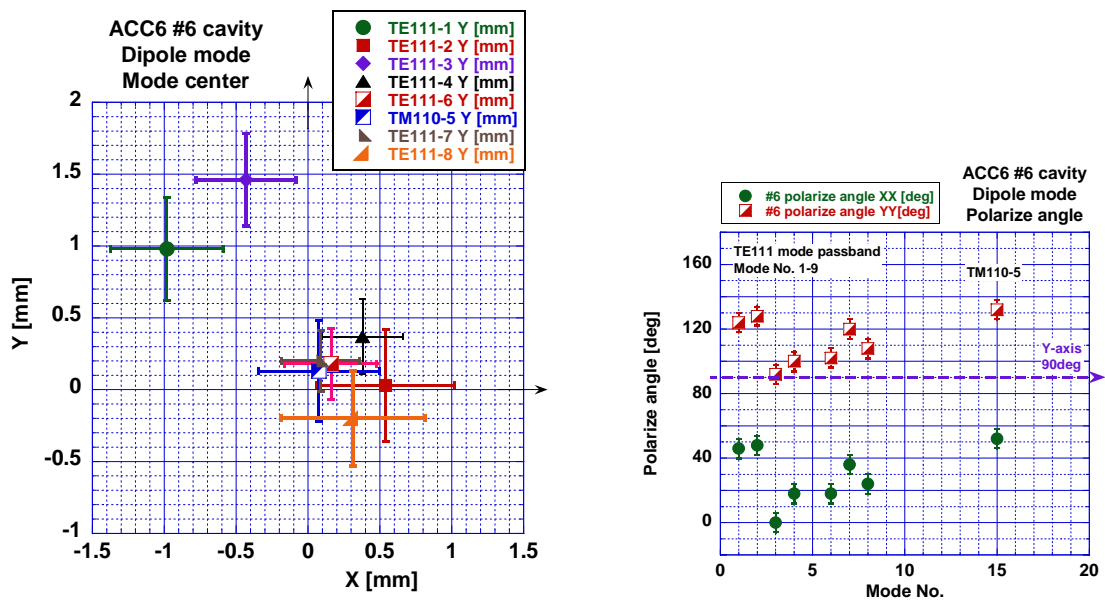 ACC6 #6 cavity
Dipole mode
Mode center
TE111-1 Y [mm]
TE111-2 Y [mm]
TE111-3 Y [mm]
TE111-4 Y [mm]
TE111-6 Y [mm]
TM110-5 Y [mm]
TE111-7 Y [mm]
TE111-8 Y [mm]
2
1.5
1
0.5
0
-0.5
-1
Y [mm]
-1.5
-1
-0.5
0
0.5
1
1.5
X [mm]
ACC6 #6 cavity
Dipole mode
Polarize angle
#6 polarize angle XX [deg]
#6 polarize angle YY[deg]
TE111 mode passband
Mode No. 1-9
TM110-5
Y-axis
90deg
160
120
80
40
0
Polarize angle [deg]
0
5
10
15
20
Mode No.